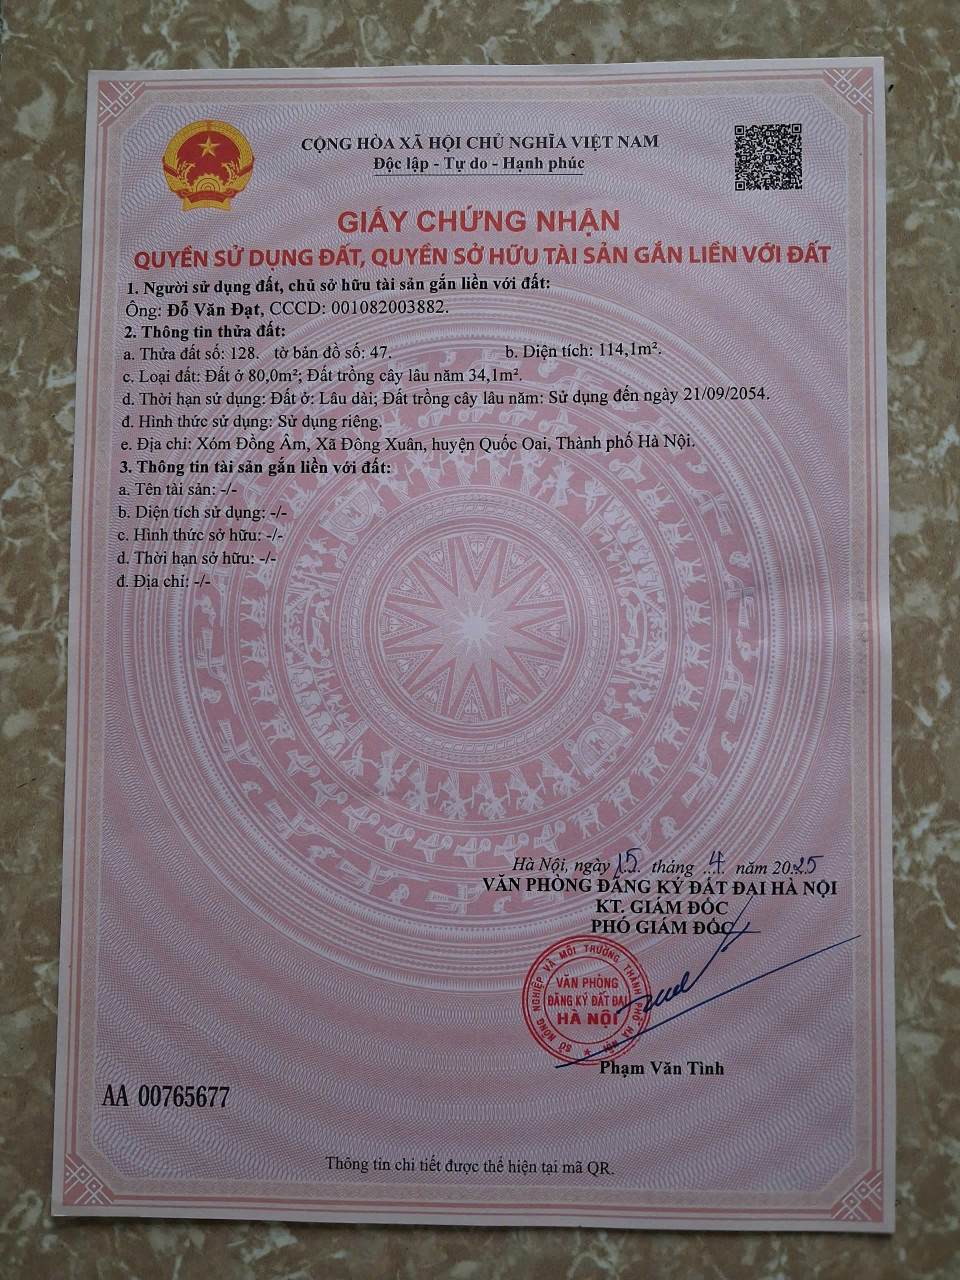 CỘNG HÒA XÃ HỘI CHỦ NGHĨA VIỆT NAM
Độc lập - Tự do - Hạnh phúc
GIẤY CHỨNG NHẬN
QUYỀN SỬ DỤNG ĐẤT, QUYỀN SỞ HỮU TÀI SẢN GẮN LIỀN VỚI ĐẤT
1. Người sử dụng đất, chủ sở hữu tài sản gắn liền với đất:
Ông: Đỗ Văn Đạt, CCCD: 001082003882.
2. Thông tin thửa đất:
a. Thửa đất số: 128. tờ bản đồ số: 47. b. Diện tích: 114,1m².
c. Loại đất: Đất ở 80,0m²; Đất trồng cây lâu năm 34,1m².
d. Thời hạn sử dụng: Đất ở: Lâu dài; Đất trồng cây lâu năm: Sử dụng đến ngày 21/09/2054.
đ. Hình thức sử dụng: Sử dụng riêng.
e. Địa chỉ: Xóm Đồng Âm, Xã Đông Xuân, huyện Quốc Oai, Thành phố Hà Nội.
3. Thông tin tài sản gắn liền với đất:
a. Tên tài sản: -/-
b. Diện tích sử dụng: -/-
c. Hình thức sở hữu: -/-
d. Thời hạn sở hữu: -/-
đ. Địa chỉ: -/-
Hà Nội, ngày 15 tháng 4 năm 2025
VĂN PHÒNG ĐĂNG KÝ ĐẤT ĐAI HÀ NỘI
KT. GIÁM ĐỐC
PHÓ GIÁM ĐỐC
SỞ NÔNG NGHIỆP VÀ MÔI TRƯỜNG THÀNH PHỐ HÀ NỘI
VĂN PHÒNG
ĐĂNG KÝ ĐẤT ĐAI
HÀ NỘI
Phạm Văn Tình
AA 00765677
Thông tin chi tiết được thể hiện tại mã QR.